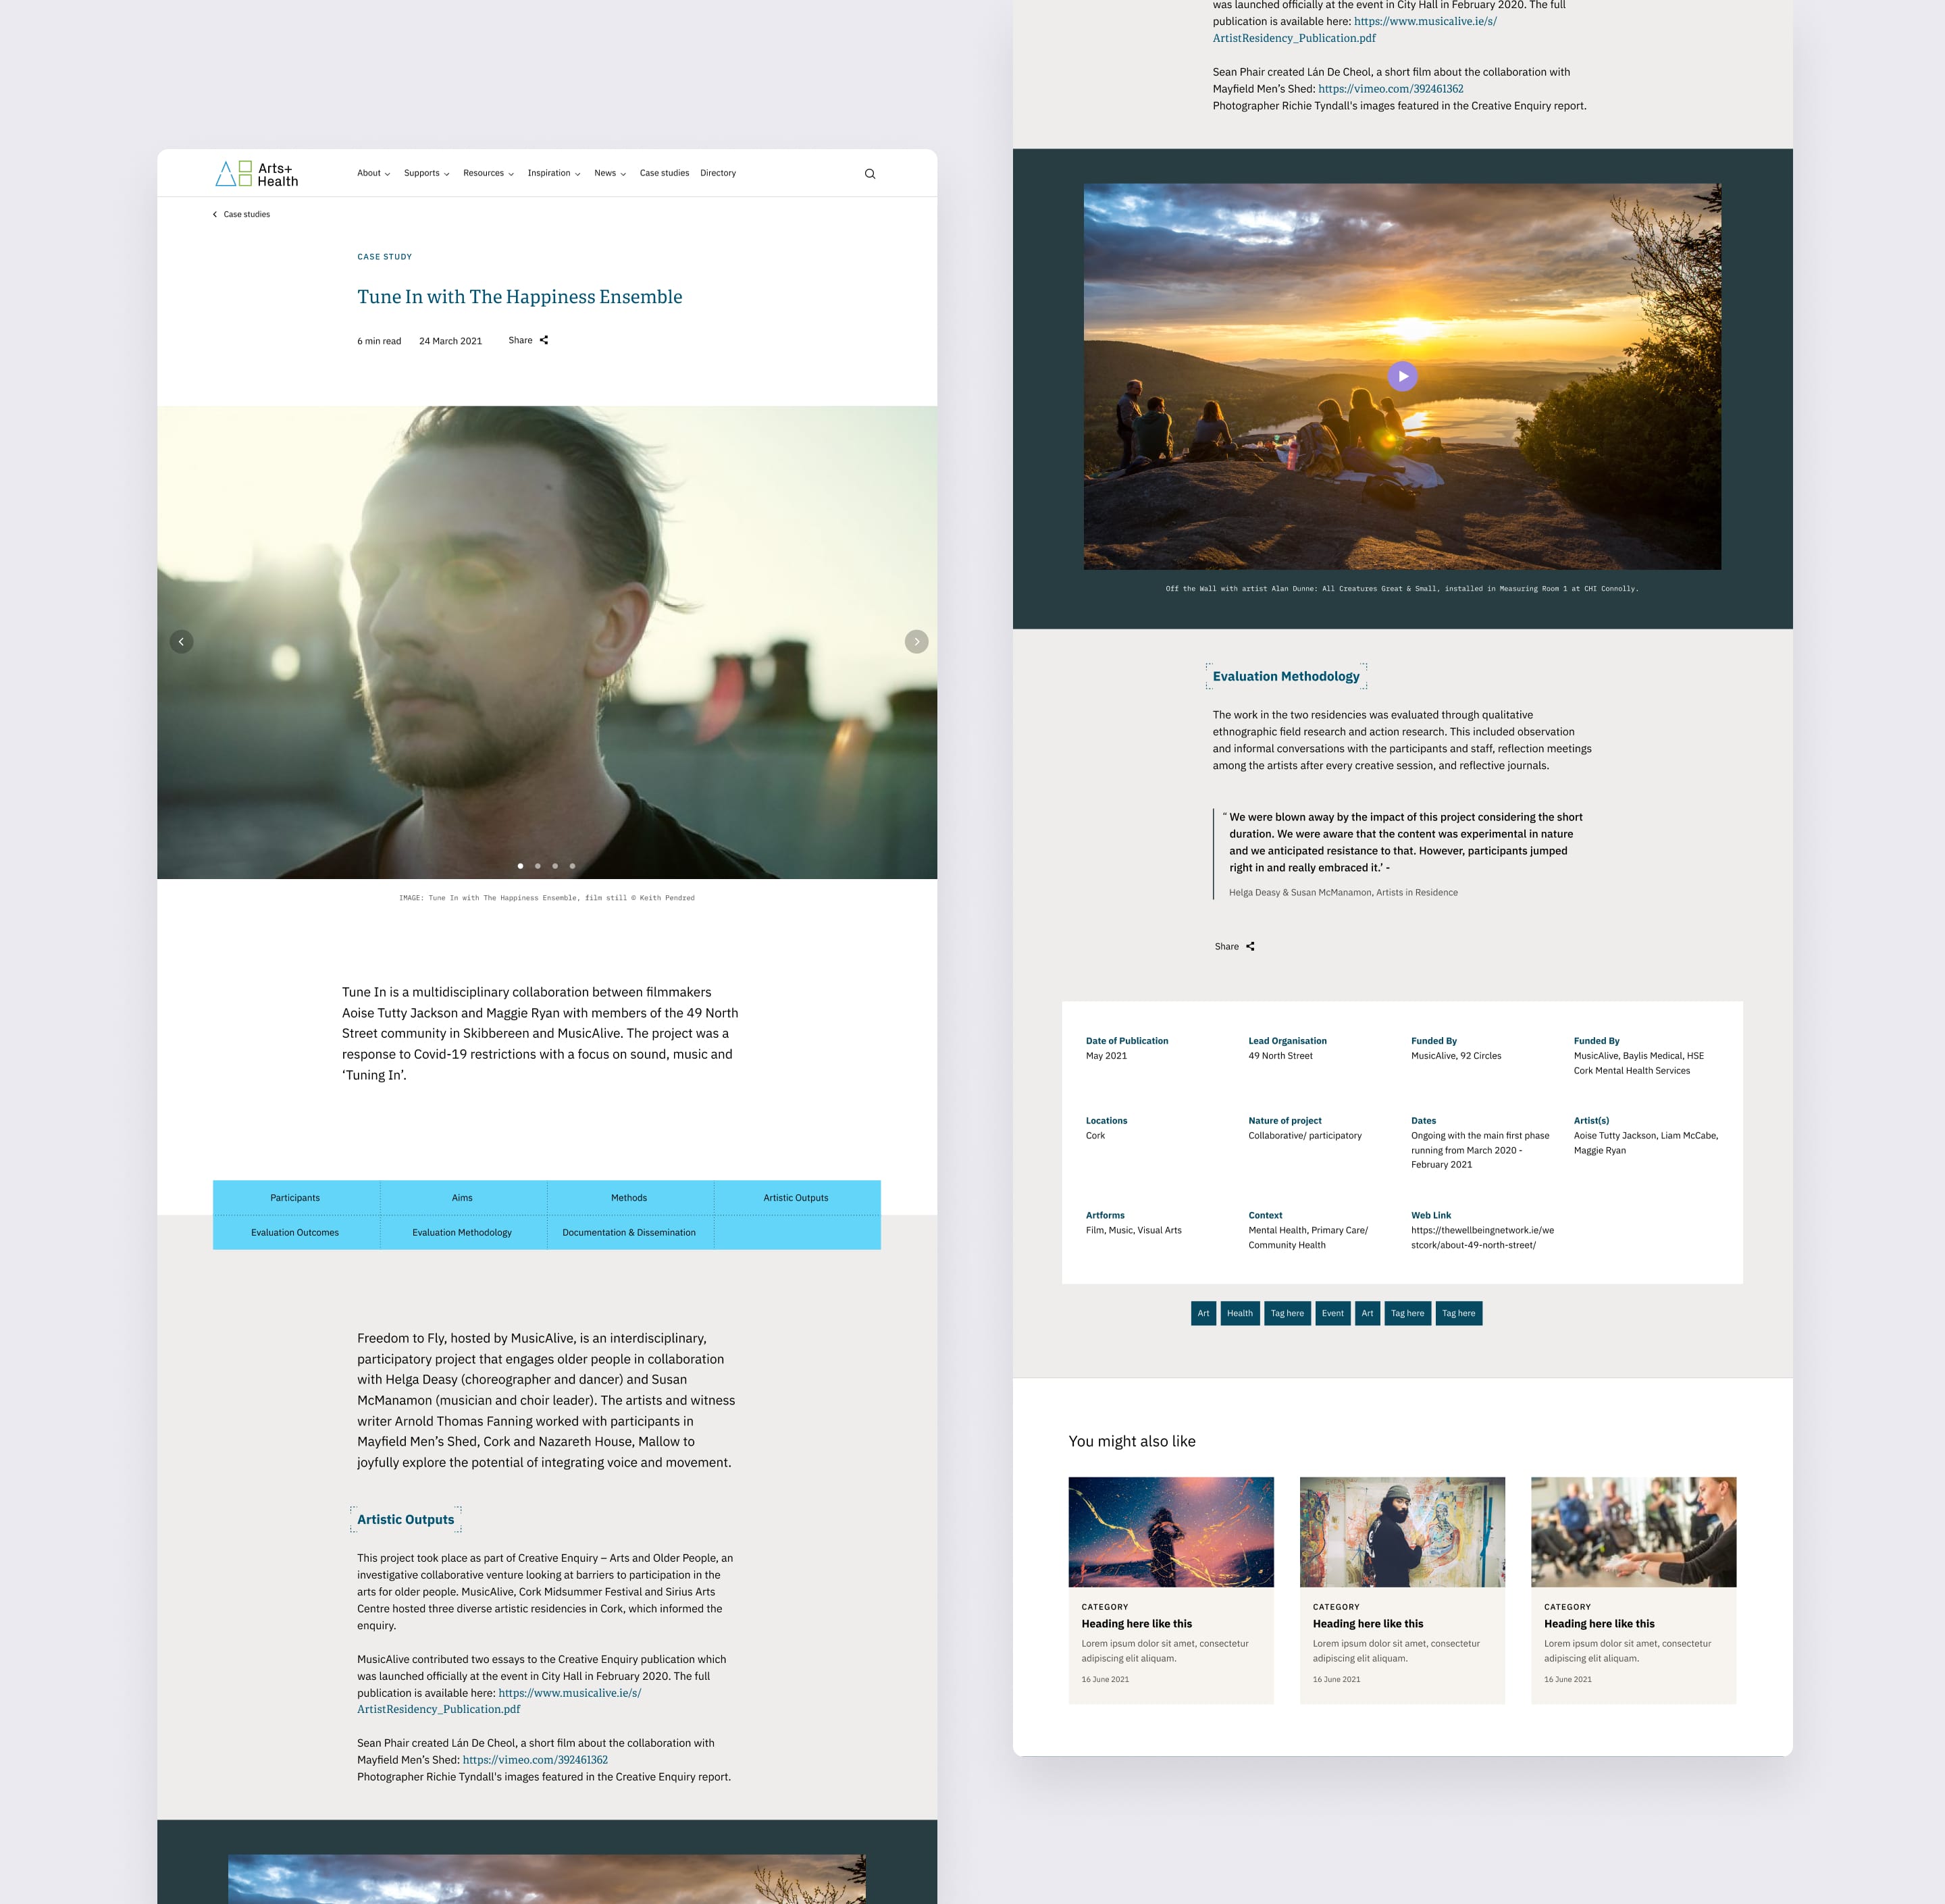 Arts+
Health
About
Supports
Resources
Inspiration
News
Case studies
Directory
Case studies
CASE STUDY
Tune In with The Happiness Ensemble
6 min read
24 March 2021
Share
IMAGE: Tune In with The Happiness Ensemble, film still © Keith Pendred
Tune In is a multidisciplinary collaboration between filmmakers
Aoise Tutty Jackson and Maggie Ryan with members of the 49 North
Street community in Skibbereen and MusicAlive. The project was a
response to Covid-19 restrictions with a focus on sound, music and
‘Tuning In’.
Participants
Aims
Methods
Artistic Outputs
Evaluation Outcomes
Evaluation Methodology
Documentation & Dissemination
Freedom to Fly, hosted by MusicAlive, is an interdisciplinary,
participatory project that engages older people in collaboration
with Helga Deasy (choreographer and dancer) and Susan
McManamon (musician and choir leader). The artists and witness
writer Arnold Thomas Fanning worked with participants in
Mayfield Men’s Shed, Cork and Nazareth House, Mallow to
joyfully explore the potential of integrating voice and movement.
Artistic Outputs
This project took place as part of Creative Enquiry – Arts and Older People, an
investigative collaborative venture looking at barriers to participation in the
arts for older people. MusicAlive, Cork Midsummer Festival and Sirius Arts
Centre hosted three diverse artistic residencies in Cork, which informed the
enquiry.
MusicAlive contributed two essays to the Creative Enquiry publication which
was launched officially at the event in City Hall in February 2020. The full
publication is available here: https://www.musicalive.ie/s/
ArtistResidency_Publication.pdf
Sean Phair created Lán De Cheol, a short film about the collaboration with
Mayfield Men’s Shed: https://vimeo.com/392461362
Photographer Richie Tyndall's images featured in the Creative Enquiry report.
was launched officially at the event in City Hall in February 2020. The full
publication is available here: https://www.musicalive.ie/s/
ArtistResidency_Publication.pdf
Sean Phair created Lán De Cheol, a short film about the collaboration with
Mayfield Men’s Shed: https://vimeo.com/392461362
Photographer Richie Tyndall's images featured in the Creative Enquiry report.
Off the Wall with artist Alan Dunne: All Creatures Great & Small, installed in Measuring Room 1 at CHI Connolly.
Evaluation Methodology
The work in the two residencies was evaluated through qualitative
ethnographic field research and action research. This included observation
and informal conversations with the participants and staff, reflection meetings
among the artists after every creative session, and reflective journals.
“ We were blown away by the impact of this project considering the short
duration. We were aware that the content was experimental in nature
and we anticipated resistance to that. However, participants jumped
right in and really embraced it.’ -
Helga Deasy & Susan McManamon, Artists in Residence
Share
Date of Publication
May 2021
Lead Organisation
49 North Street
Funded By
MusicAlive, 92 Circles
Funded By
MusicAlive, Baylis Medical, HSE
Cork Mental Health Services
Locations
Cork
Nature of project
Collaborative/ participatory
Dates
Ongoing with the main first phase
running from March 2020 -
February 2021
Artist(s)
Aoise Tutty Jackson, Liam McCabe,
Maggie Ryan
Artforms
Film, Music, Visual Arts
Context
Mental Health, Primary Care/
Community Health
Web Link
https://thewellbeingnetwork.ie/we
stcork/about-49-north-street/
Art
Health
Tag here
Event
Art
Tag here
Tag here
You might also like
CATEGORY
Heading here like this
Lorem ipsum dolor sit amet, consectetur
adipiscing elit aliquam.
16 June 2021
CATEGORY
Heading here like this
Lorem ipsum dolor sit amet, consectetur
adipiscing elit aliquam.
16 June 2021
CATEGORY
Heading here like this
Lorem ipsum dolor sit amet, consectetur
adipiscing elit aliquam.
16 June 2021